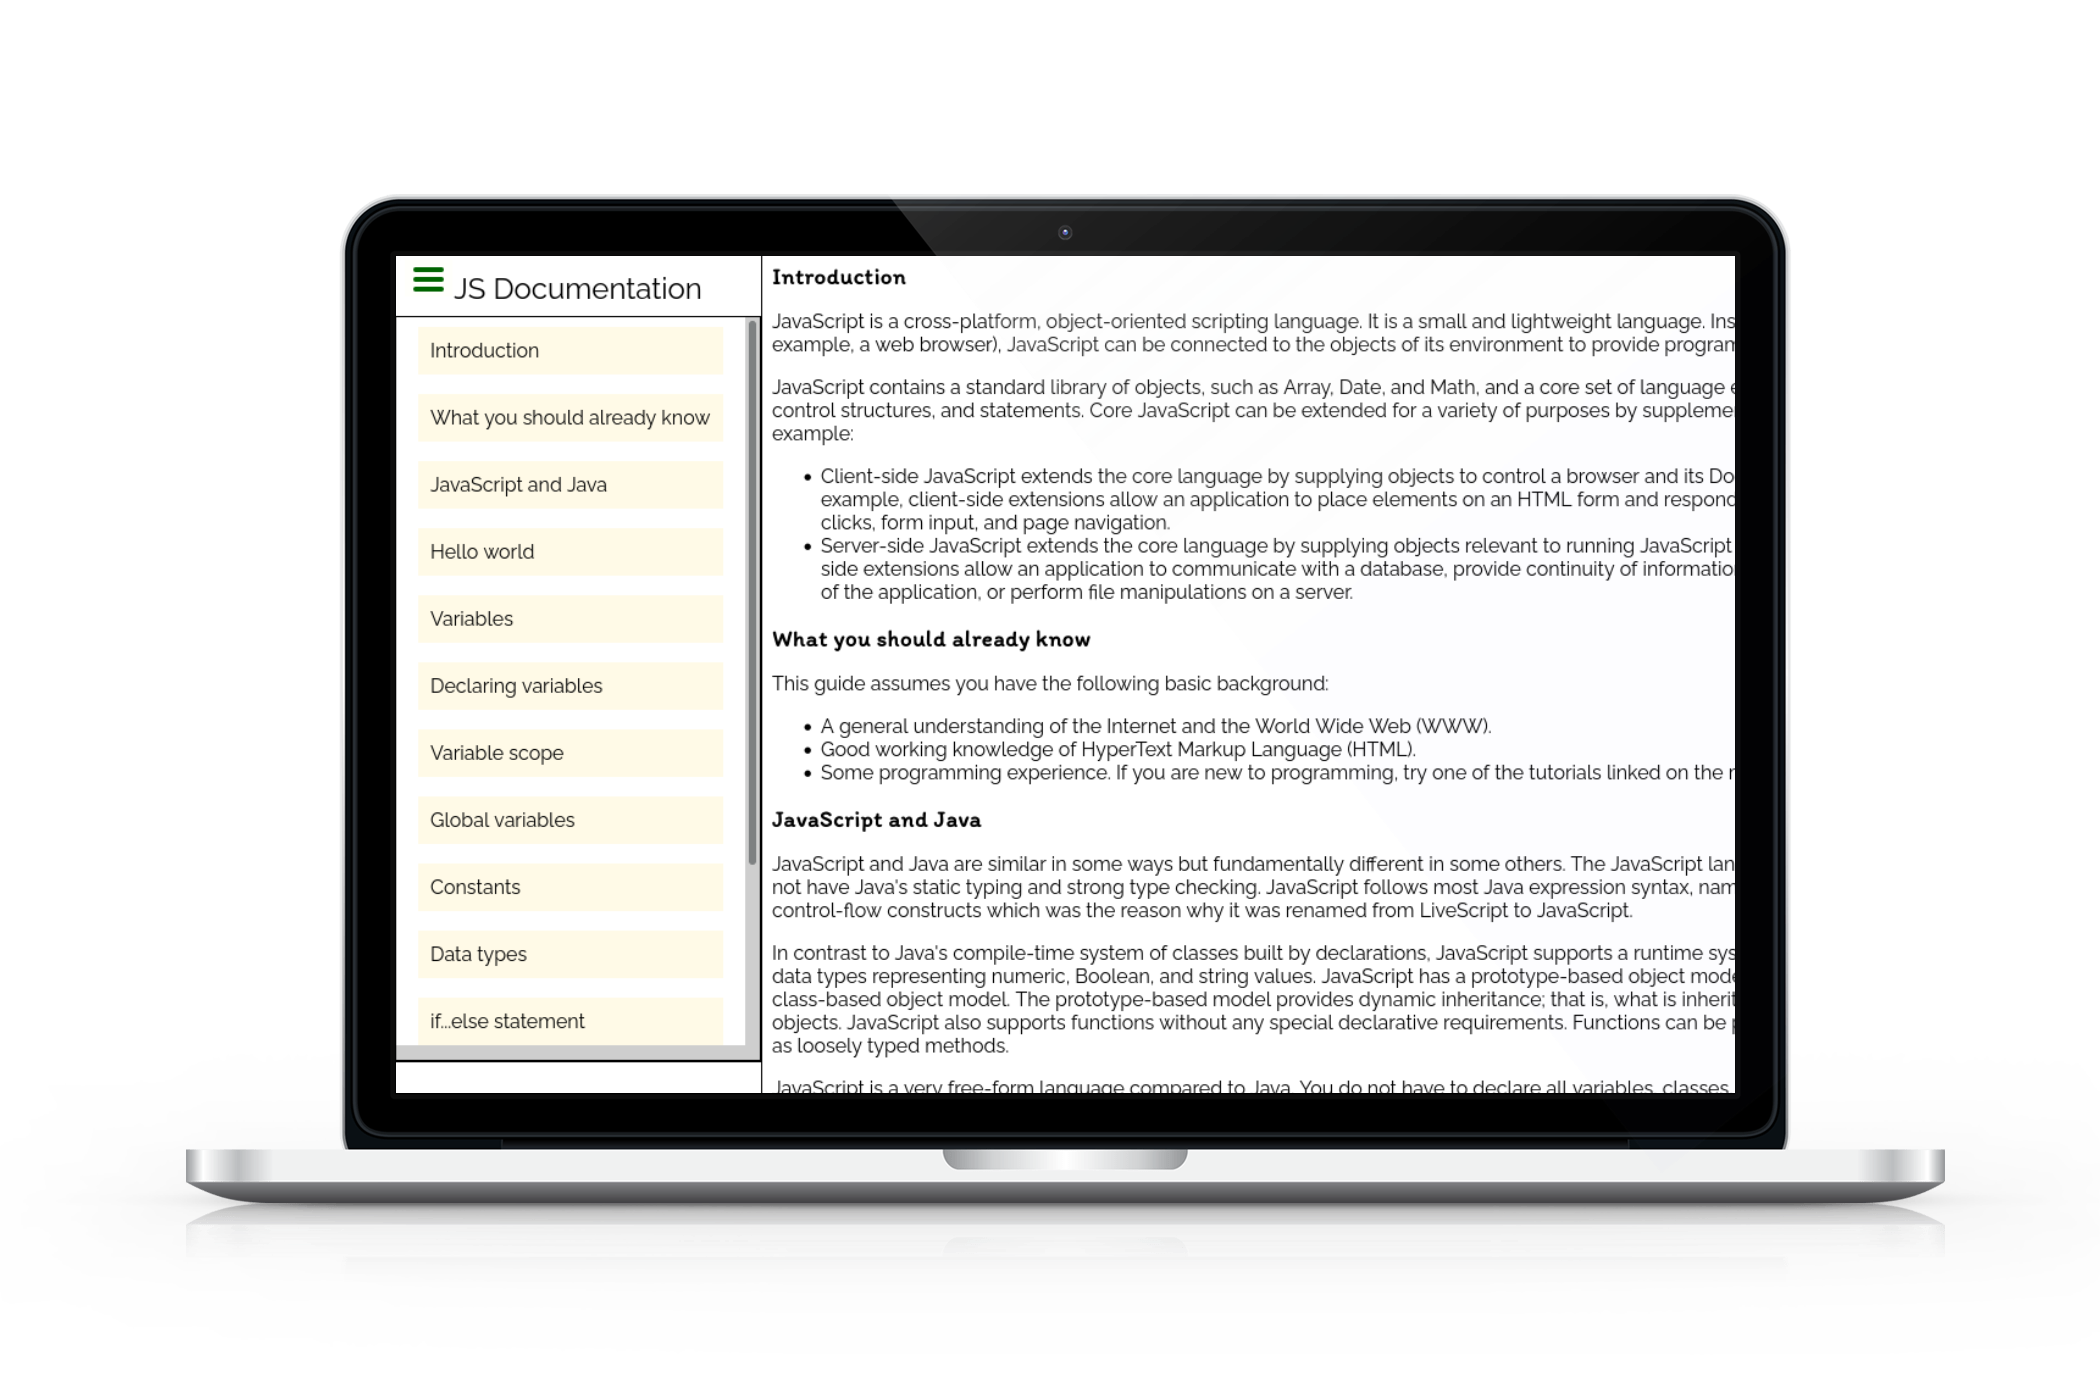 JS Documentation
Introduction
What you should already know
JavaScript and Java
Hello world
Variables
Declaring variables
Variable scope
Global variables
Constants
Data types
if...else statement
Introduction
JavaScript is a cross-platform, object-oriented scripting language. It is a small and lightweight language. Ins
example, a web browser), JavaScript can be connected to the objects of its environment to provide program
JavaScript contains a standard library of objects, such as Array, Date, and Math, and a core set of language
control structures, and statements. Core JavaScript can be extended for a variety of purposes by suppleme
example:
• Client-side JavaScript extends the core language by supplying objects to control a browser and its Do
example, client-side extensions allow an application to place elements on an HTML form and respond
clicks, form input, and page navigation.
• Server-side JavaScript extends the core language by supplying objects relevant to running JavaScript
side extensions allow an application to communicate with a database, provide continuity of informatio
of the application, or perform file manipulations on a server.
What you should already know
This guide assumes you have the following basic background:
• A general understanding of the Internet and the World Wide Web (WWW).
• Good working knowledge of HyperText Markup Language (HTML).
• Some programming experience. If you are new to programming, try one of the tutorials linked on the
JavaScript and Java
JavaScript and Java are similar in some ways but fundamentally different in some others. The JavaScript lan
not have Java's static typing and strong type checking. JavaScript follows most Java expression syntax, nam
control-flow constructs which was the reason why it was renamed from LiveScript to JavaScript.
In contrast to Java's compile-time system of classes built by declarations, JavaScript supports a runtime sys
data types representing numeric, Boolean, and string values. JavaScript has a prototype-based object mode
class-based object model. The prototype-based model provides dynamic inheritance; that is, what is inherit
objects. JavaScript also supports functions without any special declarative requirements. Functions can be
as loosely typed methods.
JavaScript is a very free-form language compared to Java. You do not have to declare all variables, classes,